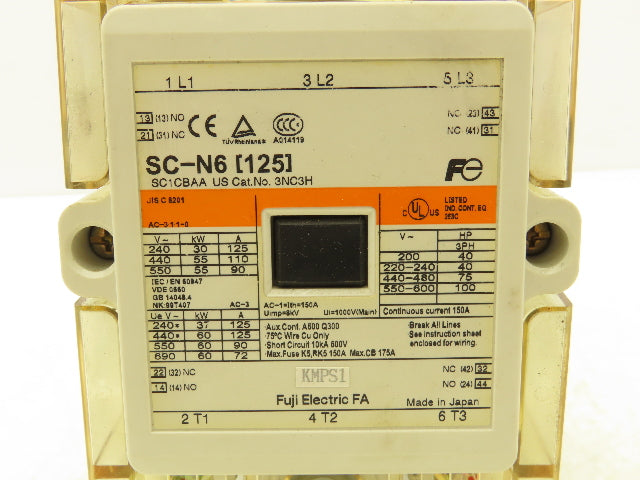 1 L1 3 L2 5 L3
13 (13) NO
21 (31) NC
CE
TÜV Rheinland
CCC
A014119
NC (23) 43
NC (41) 31
SC-N6 [125]
SC1CBAA US Cat.No. 3NC3H
Fe
JIS C 8201
AC-3:1-1-0
C UL US
LISTED
IND. CONT. EQ
V~ kW A
240 30 125
440 55 110
550 55 90
IEC / EN 60947
VDE 0660
GB 14048.4
NK:99T407 AC-3
Ue V~ kW A
240* 37 125
440* 60 125
550 60 90
690 60 72
V~ HP
3PH
200 40
220-240 40
440-480 75
550-600 100
AC-1=Ith=150A
Uimp=8kV Ui=1000V(Main)
Continuous current 150A
·Aux.Cont. A600 Q300
·75°C Wire Cu Only
·Short Circuit 10kA 600V
·Max.Fuse K5,RK5 150A Max.CB 175A
·Break All Lines
·See instruction sheet
enclosed for wiring.
22 (32) NC
14 (14) NO
KMPS1
NC (42) 32
NO (24) 44
Fuji Electric FA
Made in Japan
2 T1 4 T2 6 T3